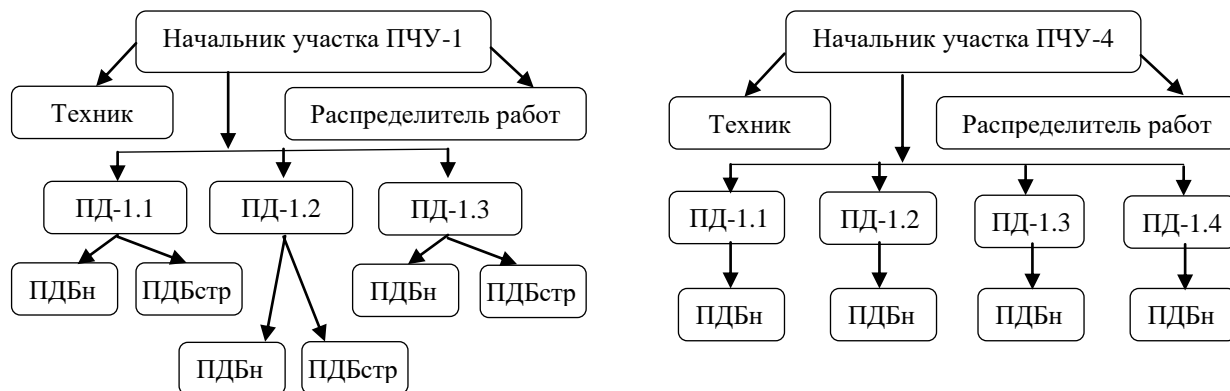 Начальник участка ПЧУ-1
Техник
Распределитель работ
ПД-1.1
ПД-1.2
ПД-1.3
ПДБн
ПДБстр
ПДБн
ПДБстр
ПДБн
ПДБстр
Начальник участка ПЧУ-4
Техник
Распределитель работ
ПД-1.1
ПД-1.2
ПД-1.3
ПД-1.4
ПДБн
ПДБн
ПДБн
ПДБн